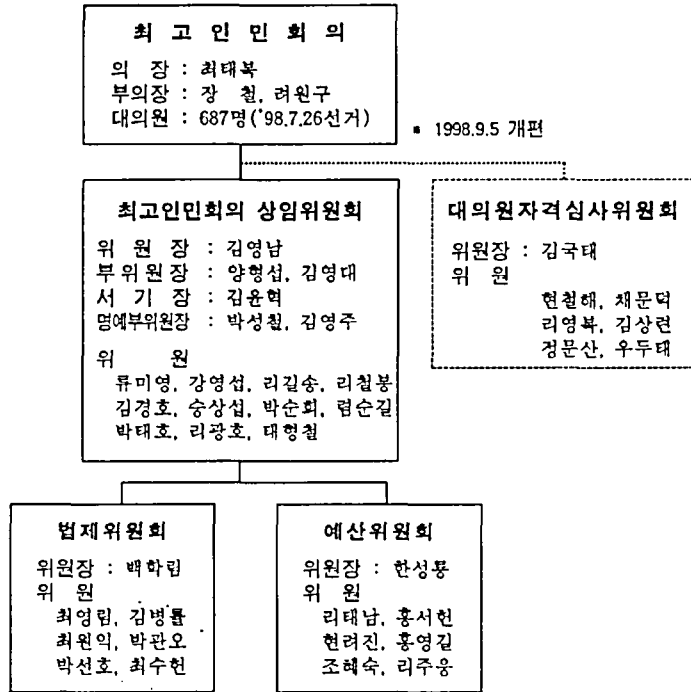 최 고 인 민 회 의
의 장 : 최태복
부의장 : 장 철, 려원구
대의원 : 687명('98.7.26선거)
▪ 1998.9.5 개편
최고인민회의 상임위원회
위 원 장 : 김영남
부위원장 : 양형섭, 김영대
서 기 장 : 김윤혁
명예부위원장 : 박성철, 김영주
위 원
류미영, 강영섭, 리길송, 리철봉
김경호, 승상섭, 박순희, 렴순길
박태호, 리광호, 태형철
대의원자격심사위원회
위원장 : 김국태
위 원
현철해, 채문덕
리영복, 김상련
정문산, 우두태
법제위원회
위원장 : 백학림
위 원
최영림, 김병률
최원익, 박관오
박선호, 최수헌
예산위원회
위원장 : 한성룡
위 원
리태남, 홍서헌
현려진, 홍영길
조혜숙, 리주웅